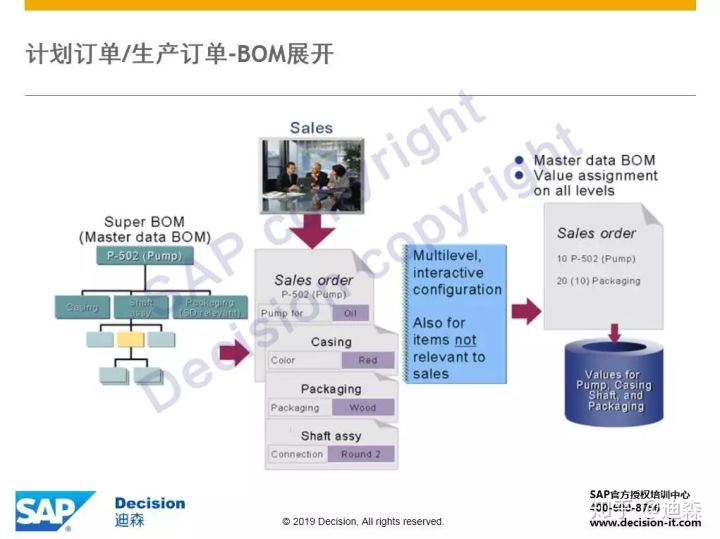 计划订单/生产订单-BOM展开
Sales
Super BOM
(Master data BOM)
P-502 (Pump)
Casing
Shaft
assy
Packaging
(SD relevant)
Sales order
P-502 (Pump)
Pump for
Oil
Casing
Color
Red
Packaging
Packaging
Wood
Shaft assy
Connection
Round 2
Multilevel,
interactive
configuration
Also for
items not
relevant to
sales
Master data BOM
Value assignment
on all levels
Sales order
10 P-502 (Pump)
20 (10) Packaging
Values for
Pump, Casing
Shaft, and
Packaging
SAP copyright
Decision copyright
SAP
Decision
迪森
© 2019 Decision, All rights reserved.
SAP官方授权培训中心
www.decision-it.com
知乎 @迪森